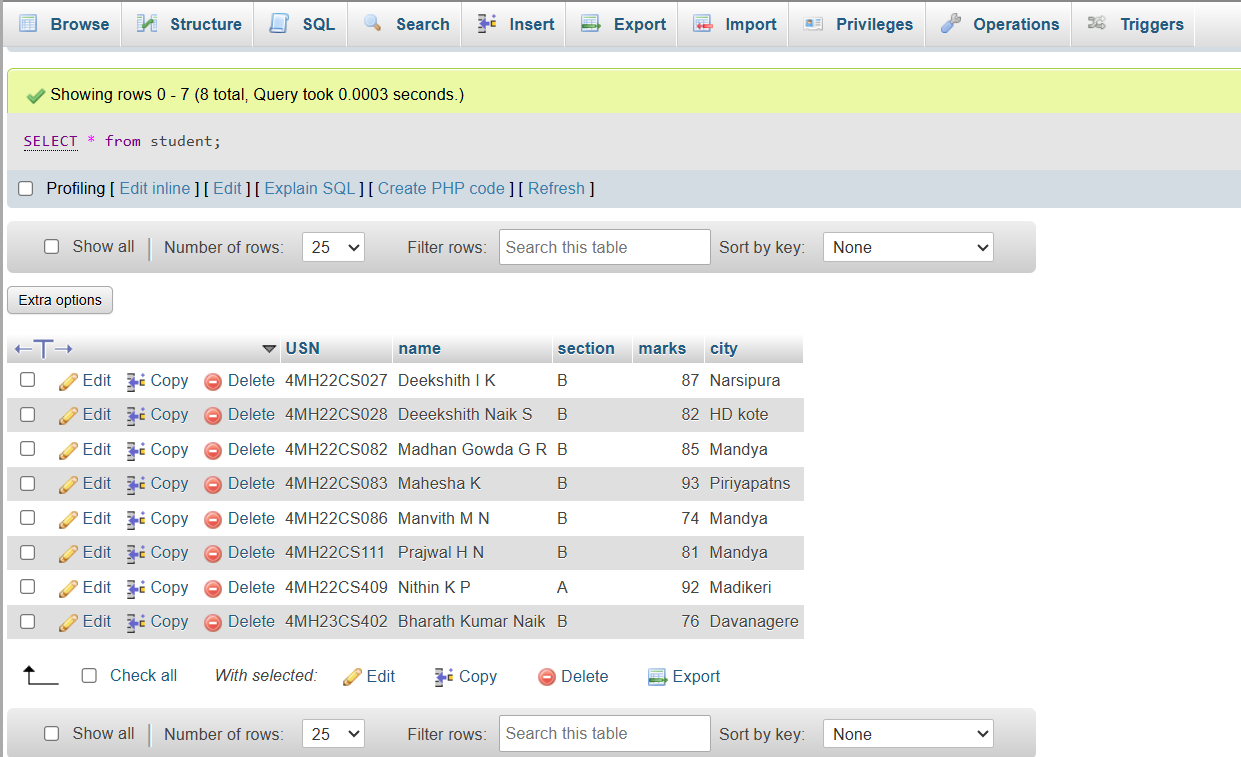 Browse Structure SQL Search Insert Export Import Privileges Operations Triggers
Showing rows 0 - 7 (8 total, Query took 0.0003 seconds.)
SELECT * from student;
Profiling [ Edit inline ] [ Edit ] [ Explain SQL ] [ Create PHP code ] [ Refresh ]
Show all | Number of rows: 25 Filter rows: Search this table Sort by key: None
Extra options
←T→ USN name section marks city
Edit Copy Delete 4MH22CS027 Deekshith I K B 87 Narsipura
Edit Copy Delete 4MH22CS028 Deeekshith Naik S B 82 HD kote
Edit Copy Delete 4MH22CS082 Madhan Gowda G R B 85 Mandya
Edit Copy Delete 4MH22CS083 Mahesha K B 93 Piriyapatns
Edit Copy Delete 4MH22CS086 Manvith M N B 74 Mandya
Edit Copy Delete 4MH22CS111 Prajwal H N B 81 Mandya
Edit Copy Delete 4MH22CS409 Nithin K P A 92 Madikeri
Edit Copy Delete 4MH23CS402 Bharath Kumar Naik B 76 Davanagere
Check all With selected: Edit Copy Delete Export
Show all | Number of rows: 25 Filter rows: Search this table Sort by key: None